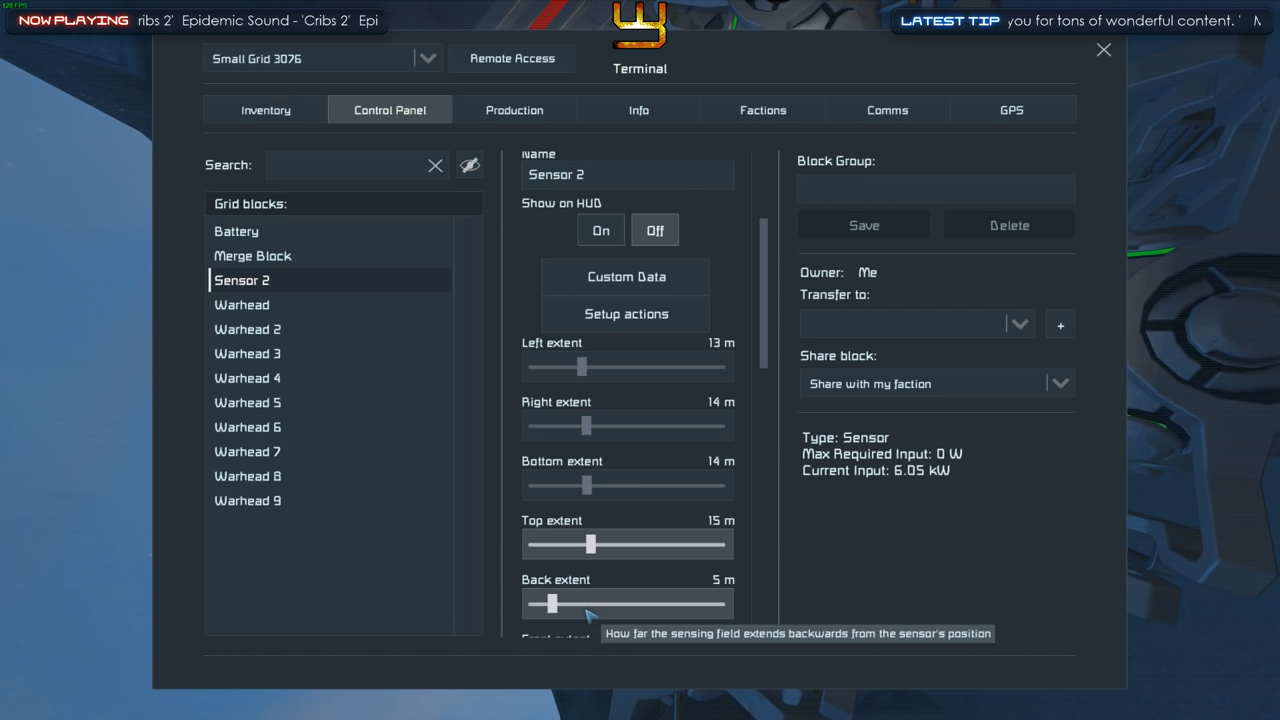 120 FPS
NOW PLAYING ribs 2' Epidemic Sound - 'Cribs 2' Epi
LATEST TIP you for tons of wonderful content. '
Small Grid 3076
Remote Access
Terminal
Inventory
Control Panel
Production
Info
Factions
Comms
GPS
Search:
Grid blocks:
Battery
Merge Block
Sensor 2
Warhead
Warhead 2
Warhead 3
Warhead 4
Warhead 5
Warhead 6
Warhead 7
Warhead 8
Warhead 9
Name
Sensor 2
Show on HUD
On
Off
Custom Data
Setup actions
Left extent 13 m
Right extent 14 m
Bottom extent 14 m
Top extent 15 m
Back extent 5 m
Front extent
How far the sensing field extends backwards from the sensor's position
Block Group:
Save
Delete
Owner: Me
Transfer to:
+
Share block:
Share with my faction
Type: Sensor
Max Required Input: 0 W
Current Input: 6.05 kW